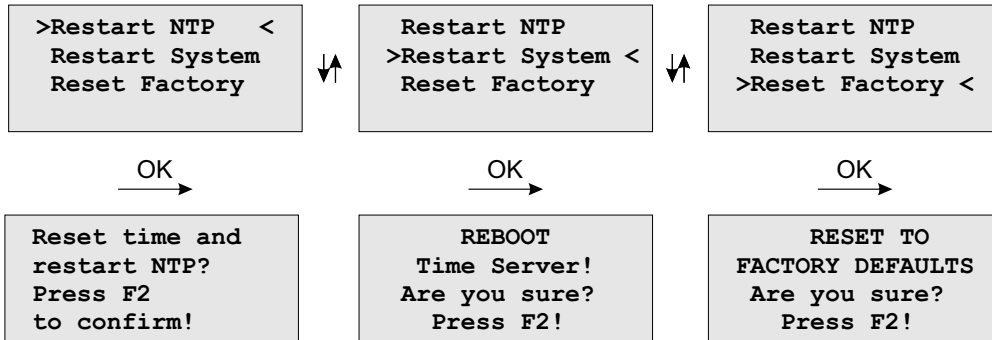 >Restart NTP <
Restart System
Reset Factory
Restart NTP
>Restart System <
Reset Factory
Restart NTP
Restart System
>Reset Factory <
OK
OK
OK
Reset time and
restart NTP?
Press F2
to confirm!
REBOOT
Time Server!
Are you sure?
Press F2!
RESET TO
FACTORY DEFAULTS
Are you sure?
Press F2!